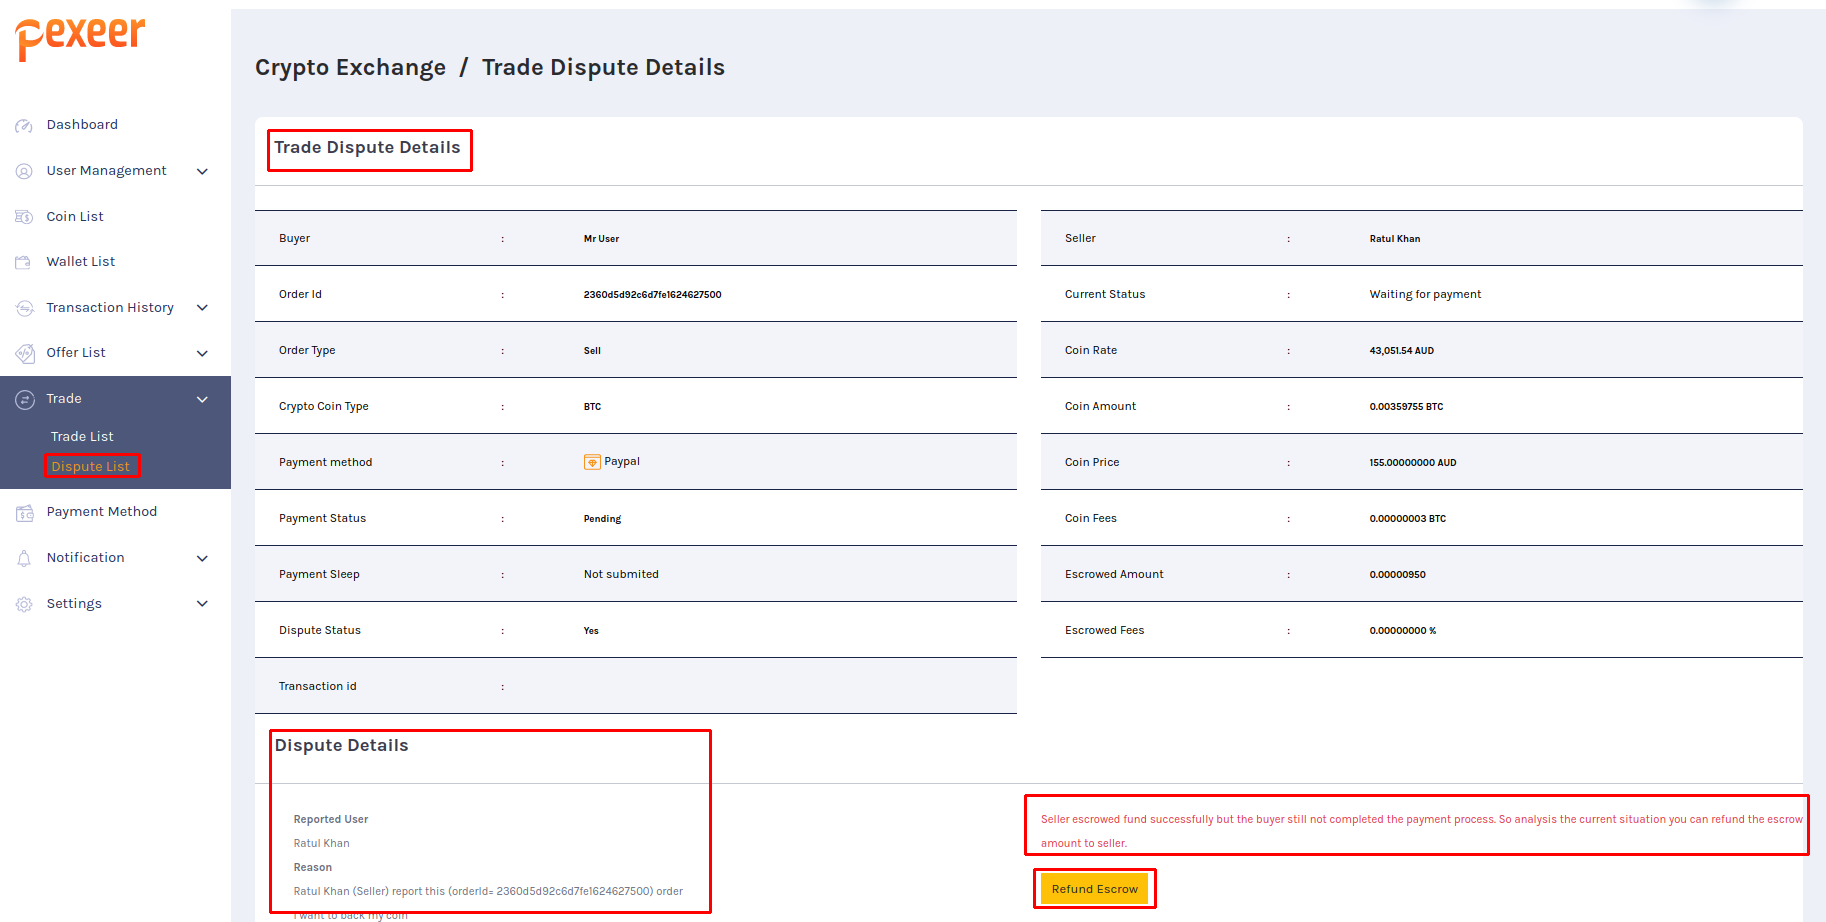 pexeer
Crypto Exchange / Trade Dispute Details
Dashboard
User Management
Coin List
Wallet List
Transaction History
Offer List
Trade
Trade List
Dispute List
Payment Method
Notification
Settings
Trade Dispute Details
Buyer : Mr User
Order Id : 2360d5d92c6d7fe1624627500
Order Type : Sell
Crypto Coin Type : BTC
Payment method : Paypal
Payment Status : Pending
Payment Sleep : Not submited
Dispute Status : Yes
Transaction id :
Seller : Ratul Khan
Current Status : Waiting for payment
Coin Rate : 43,051.54 AUD
Coin Amount : 0.00359755 BTC
Coin Price : 155.00000000 AUD
Coin Fees : 0.00000003 BTC
Escrowed Amount : 0.00000950
Escrowed Fees : 0.00000000 %
Dispute Details
Reported User
Ratul Khan
Reason
Ratul Khan (Seller) report this (orderId= 2360d5d92c6d7fe1624627500) order
I want to back my coin
Seller escrowed fund successfully but the buyer still not completed the payment process. So analysis the current situation you can refund the escrow
amount to seller.
Refund Escrow